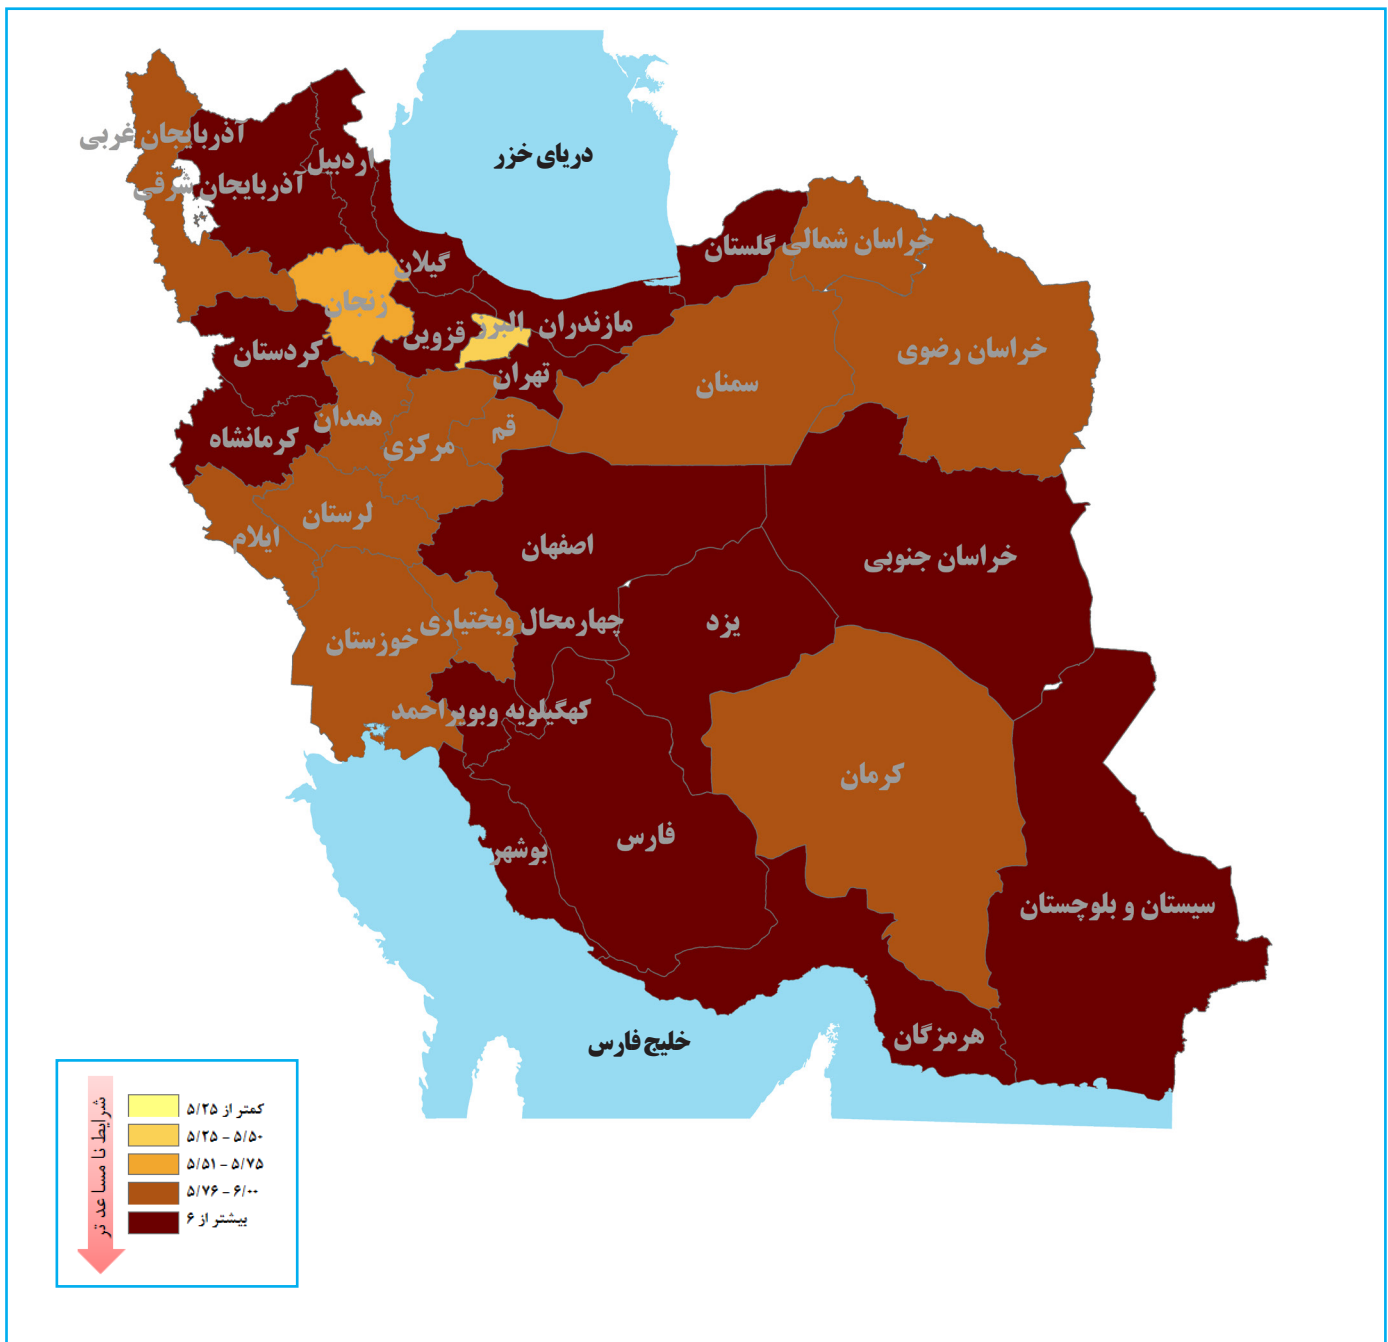 آذربایجان غربی
دریای خزر
اردبیل
آذربایجان شرقی
خراسان شمالی
گلستان
گیلان
زنجان
مازندران
البرز
قزوین
کردستان
خراسان رضوی
تهران
سمنان
همدان
قم
مرکزی
کرمانشاه
لرستان
ایلام
اصفهان
خراسان جنوبی
چهارمحال وبختیاری
یزد
خوزستان
کهگیلویه وبویراحمد
کرمان
فارس
بوشهر
سیستان و بلوچستان
هرمزگان
خلیج فارس
شرایط نا مساعد تر
کمتر از ۵/۲۵
۵/۲۵ - ۵/۵۰
۵/۵۱ - ۵/۷۵
۵/۷۶ - ۶/۰۰
بیشتر از ۶